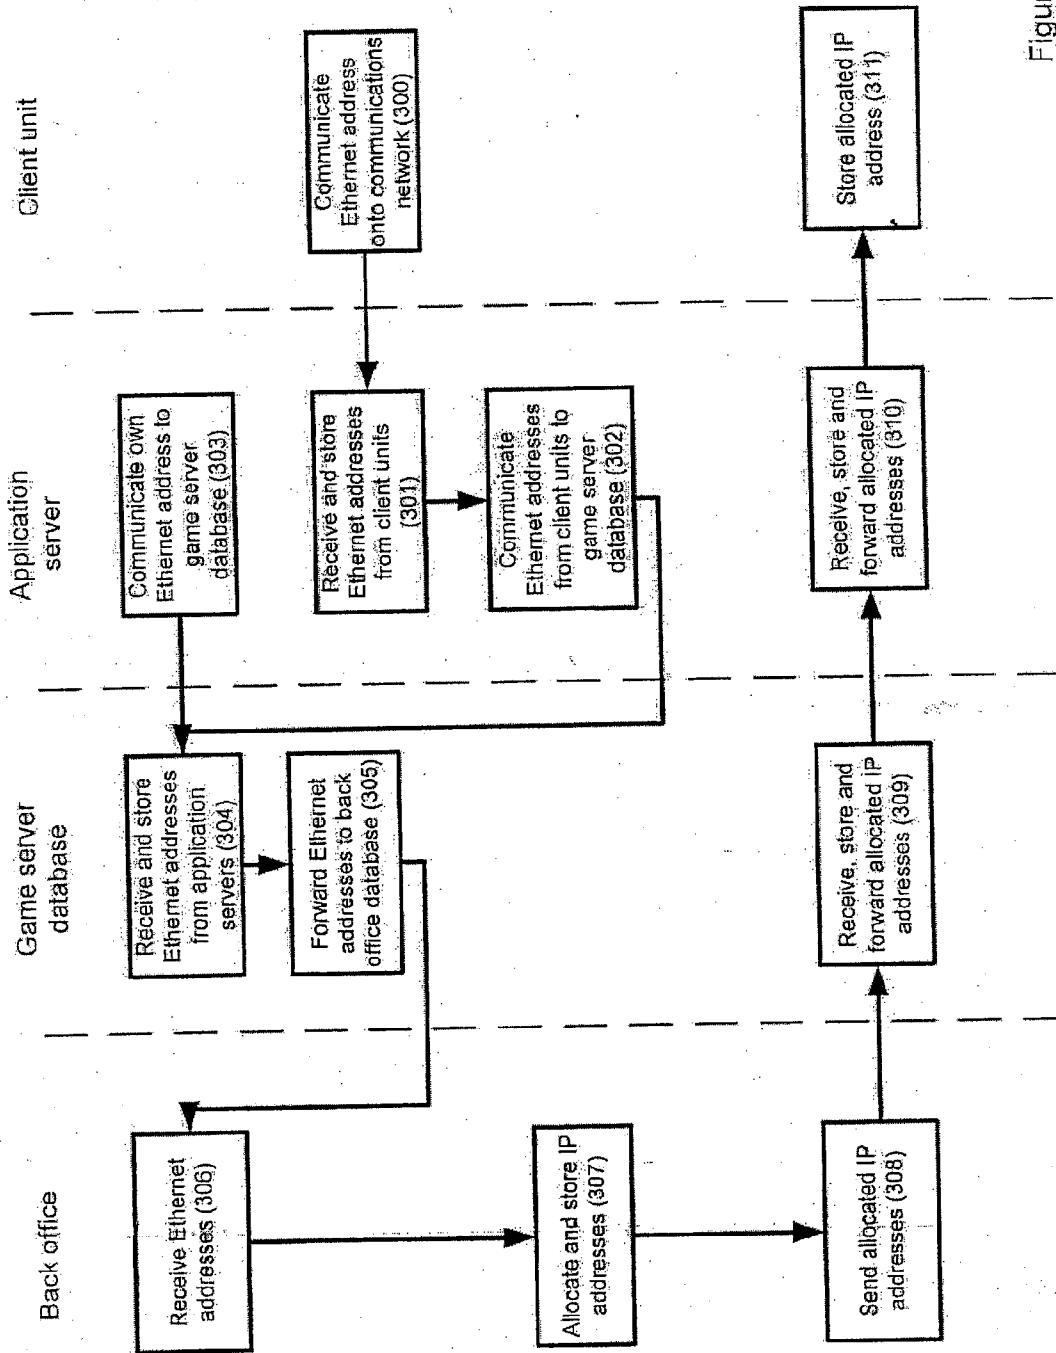 Back office
Game server
database
Application
server
Client unit
Receive Ethernet
addresses (306)
Receive and store
Ethernet addresses
from application
servers (304)
Communicate own
Ethernet address to
game server
database (303)
Forward Ethernet
addresses to back
office database (305)
Receive and store
Ethernet addresses
from client units
(301)
Communicate
Ethernet address
onto communications
network (300)
Communicate
Ethernet addresses
from client units to
game server
database (302)
Allocate and store IP
addresses (307)
Send allocated IP
addresses (308)
Receive, store and
forward allocated IP
addresses (309)
Receive, store and
forward allocated IP
addresses (310)
Store allocated IP
address (311)